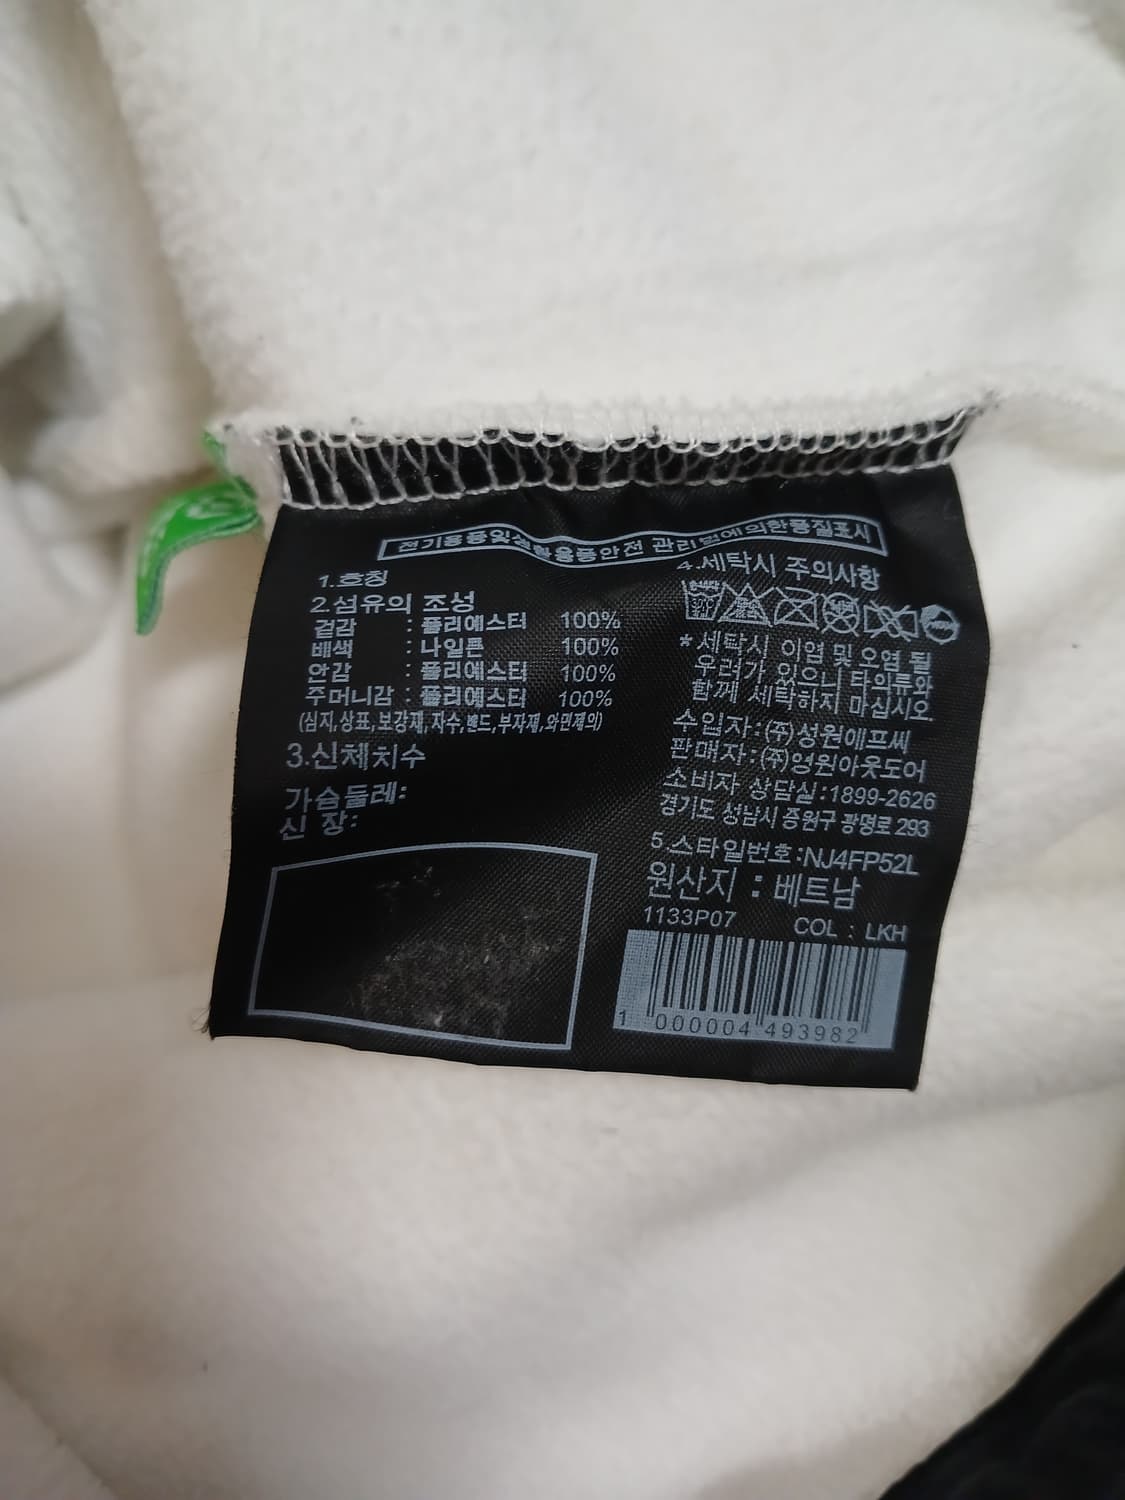 전기용품및생활용품안전 관리법에의한품질표시
1.호칭
2.섬유의 조성
겉감 : 폴리에스터 100%
배색 : 나일론 100%
안감 : 폴리에스터 100%
주머니감 : 폴리에스터 100%
(심지,상표,보강재,자수,밴드,부자재,와펜제외)
3.신체치수
가슴둘레:
신 장:
4.세탁시 주의사항
*세탁시 이염 및 오염 될
우려가 있으니 타의류와
함께 세탁하지 마십시오.
수입자:(주)성원에프씨
판매자:(주)영원아웃도어
소비자 상담실:1899-2626
경기도 성남시 중원구 광명로 293
5.스타일번호:NJ4FP52L
원산지 : 베트남
1133P07 COL : LKH
1 000004 493982